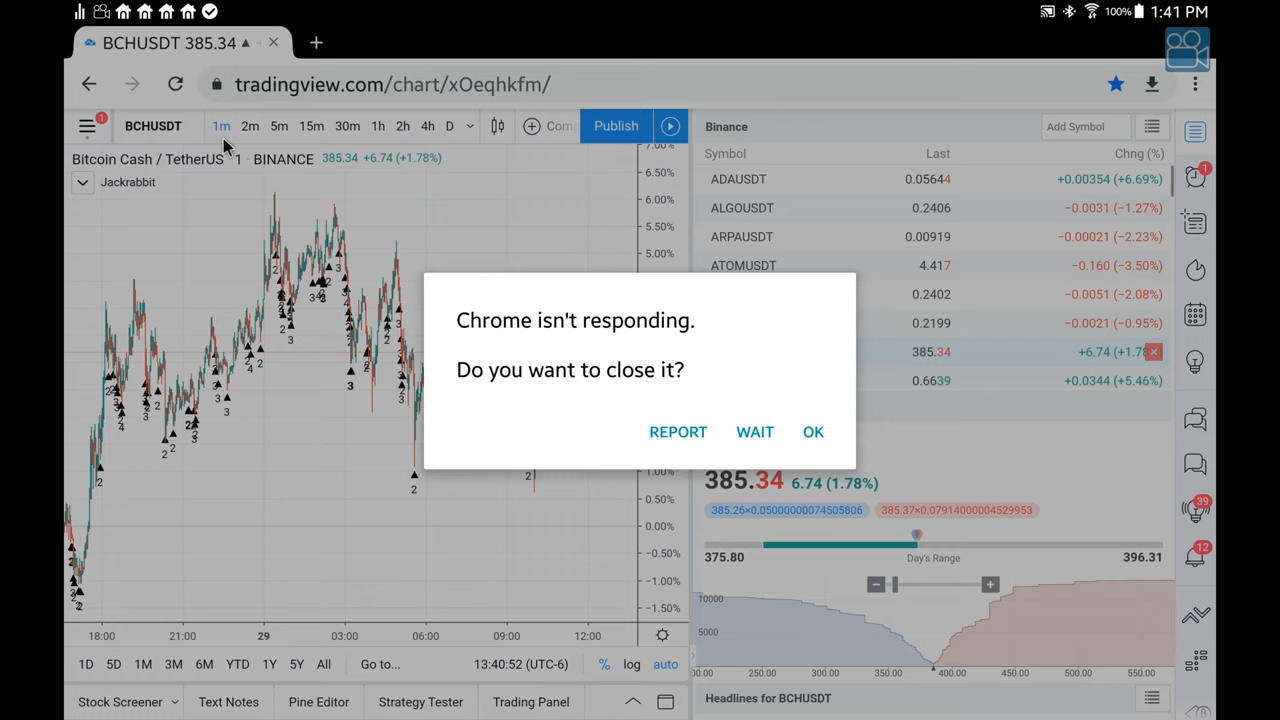 100% 1:41 PM
BCHUSDT 385.34 ▲
tradingview.com/chart/xOeqhkfm/
1
BCHUSDT 1m 2m 5m 15m 30m 1h 2h 4h D Comp Publish
Bitcoin Cash / TetherUS 1 BINANCE 385.34 +6.74 (+1.78%)
Jackrabbit
7.00%
6.50%
6.00%
5.50%
5.00%
1.00%
0.50%
0.00%
−0.50%
−1.00%
−1.50%
18:00 21:00 29 03:00 06:00 09:00 12:00
1D 5D 1M 3M 6M YTD 1Y 5Y All Go to... 13:40:52 (UTC-6) % log auto
Stock Screener Text Notes Pine Editor Strategy Tester Trading Panel
Chrome isn't responding.
Do you want to close it?
REPORT WAIT OK
Binance Add Symbol
Symbol Last Chng (%)
ADAUSDT 0.05644 +0.00354 (+6.69%)
ALGOUSDT 0.2406 −0.0031 (−1.27%)
ARPAUSDT 0.00919 −0.00021 (−2.23%)
ATOMUSDT 4.417 −0.160 (−3.50%)
0.2402 −0.0051 (−2.08%)
0.2199 −0.0021 (−0.95%)
385.34 +6.74 (+1.78
0.6639 +0.0344 (+5.46%)
385.34 6.74 (1.78%)
385.26×0.05000000074505806 385.37×0.07914000004529953
375.80 Day's Range 396.31
10000
5000
00.00 250.00 300.00 350.00 400.00 450.00 500.00 550.00
Headlines for BCHUSDT
1
39
12